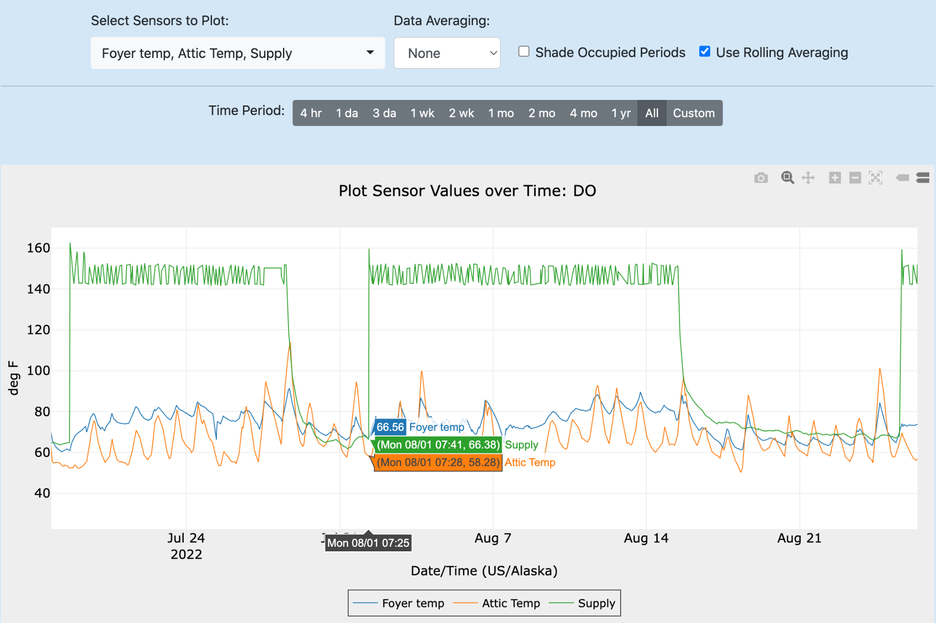 Select Sensors to Plot:
Data Averaging:
Foyer temp, Attic Temp, Supply
None
Shade Occupied Periods
Use Rolling Averaging
Time Period:
4 hr 1 da 3 da 1 wk 2 wk 1 mo 2 mo 4 mo 1 yr All Custom
Plot Sensor Values over Time: DO
160
140
120
100
80
60
40
deg F
66.56 Foyer temp
(Mon 08/01 07:41, 66.38) Supply
(Mon 08/01 07:28, 58.28) Attic Temp
Jul 24
2022
Mon 08/01 07:25
Aug 7
Aug 14
Aug 21
Date/Time (US/Alaska)
Foyer temp Attic Temp Supply